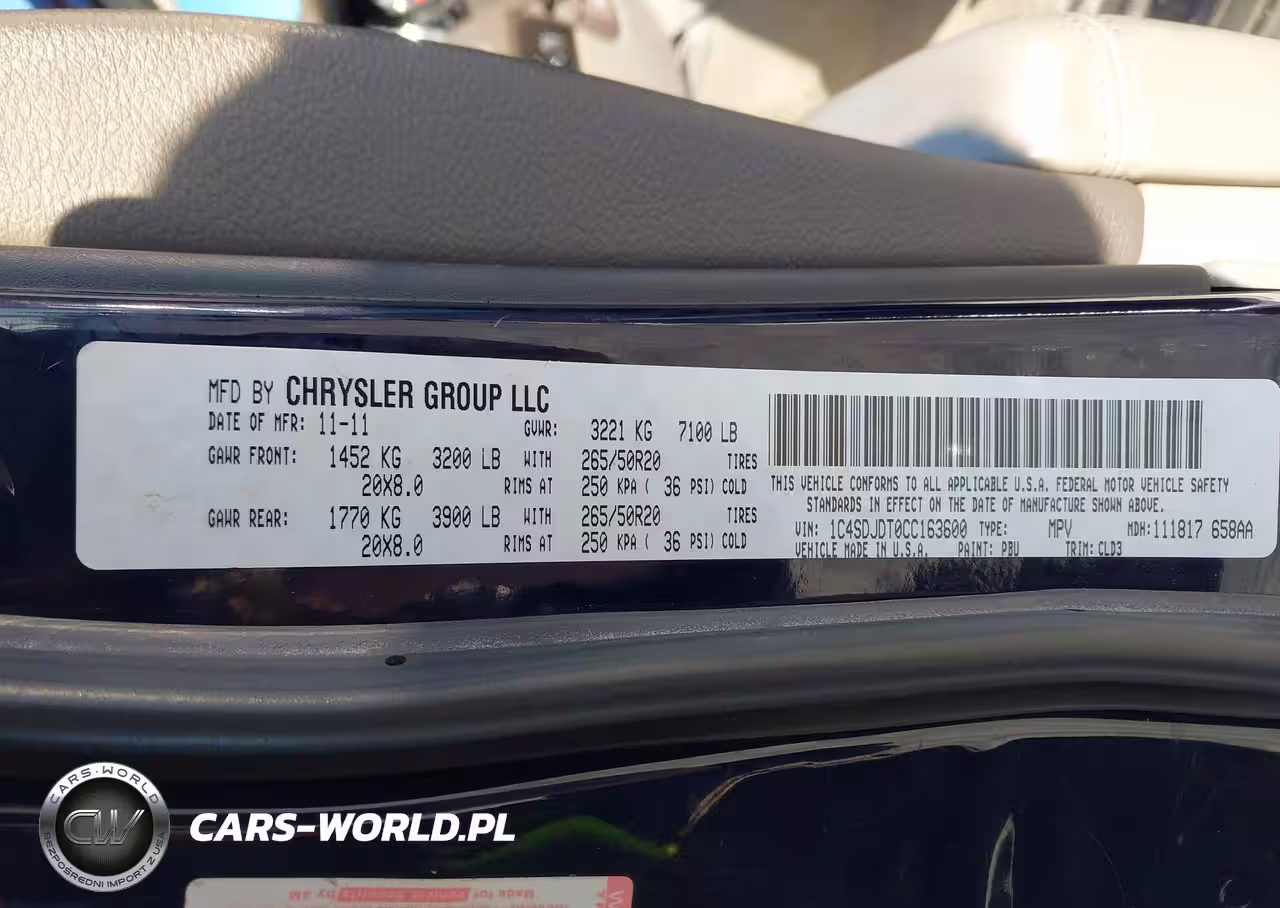 MFD BY CHRYSLER GROUP LLC
DATE OF MFR: 11-11 GVWR: 3221 KG 7100 LB
GAWR FRONT: 1452 KG 3200 LB WITH 265/50R20 TIRES
20X8.0 RIMS AT 250 KPA ( 36 PSI) COLD
GAWR REAR: 1770 KG 3900 LB WITH 265/50R20 TIRES
20X8.0 RIMS AT 250 KPA ( 36 PSI) COLD
THIS VEHICLE CONFORMS TO ALL APPLICABLE U.S.A. FEDERAL MOTOR VEHICLE SAFETY
STANDARDS IN EFFECT ON THE DATE OF MANUFACTURE SHOWN ABOVE.
VIN: 1C4SDJDT0CC163600 TYPE: MPV MDH: 111817 658AA
VEHICLE MADE IN U.S.A. PAINT: PBU TRIM: CLD3
CARS-WORLD
CW
BEZPOŚREDNI IMPORT Z USA
CARS-WORLD.PL
Made for
by 3M